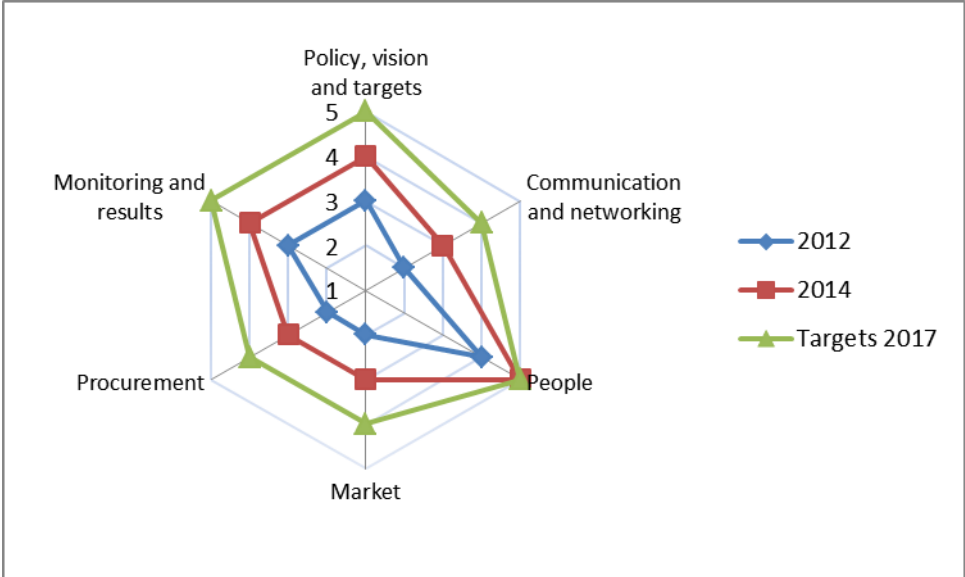 Policy, vision
and targets
5
4
3
2
1
Communication
and networking
People
Market
Procurement
Monitoring and
results
2012
2014
Targets 2017